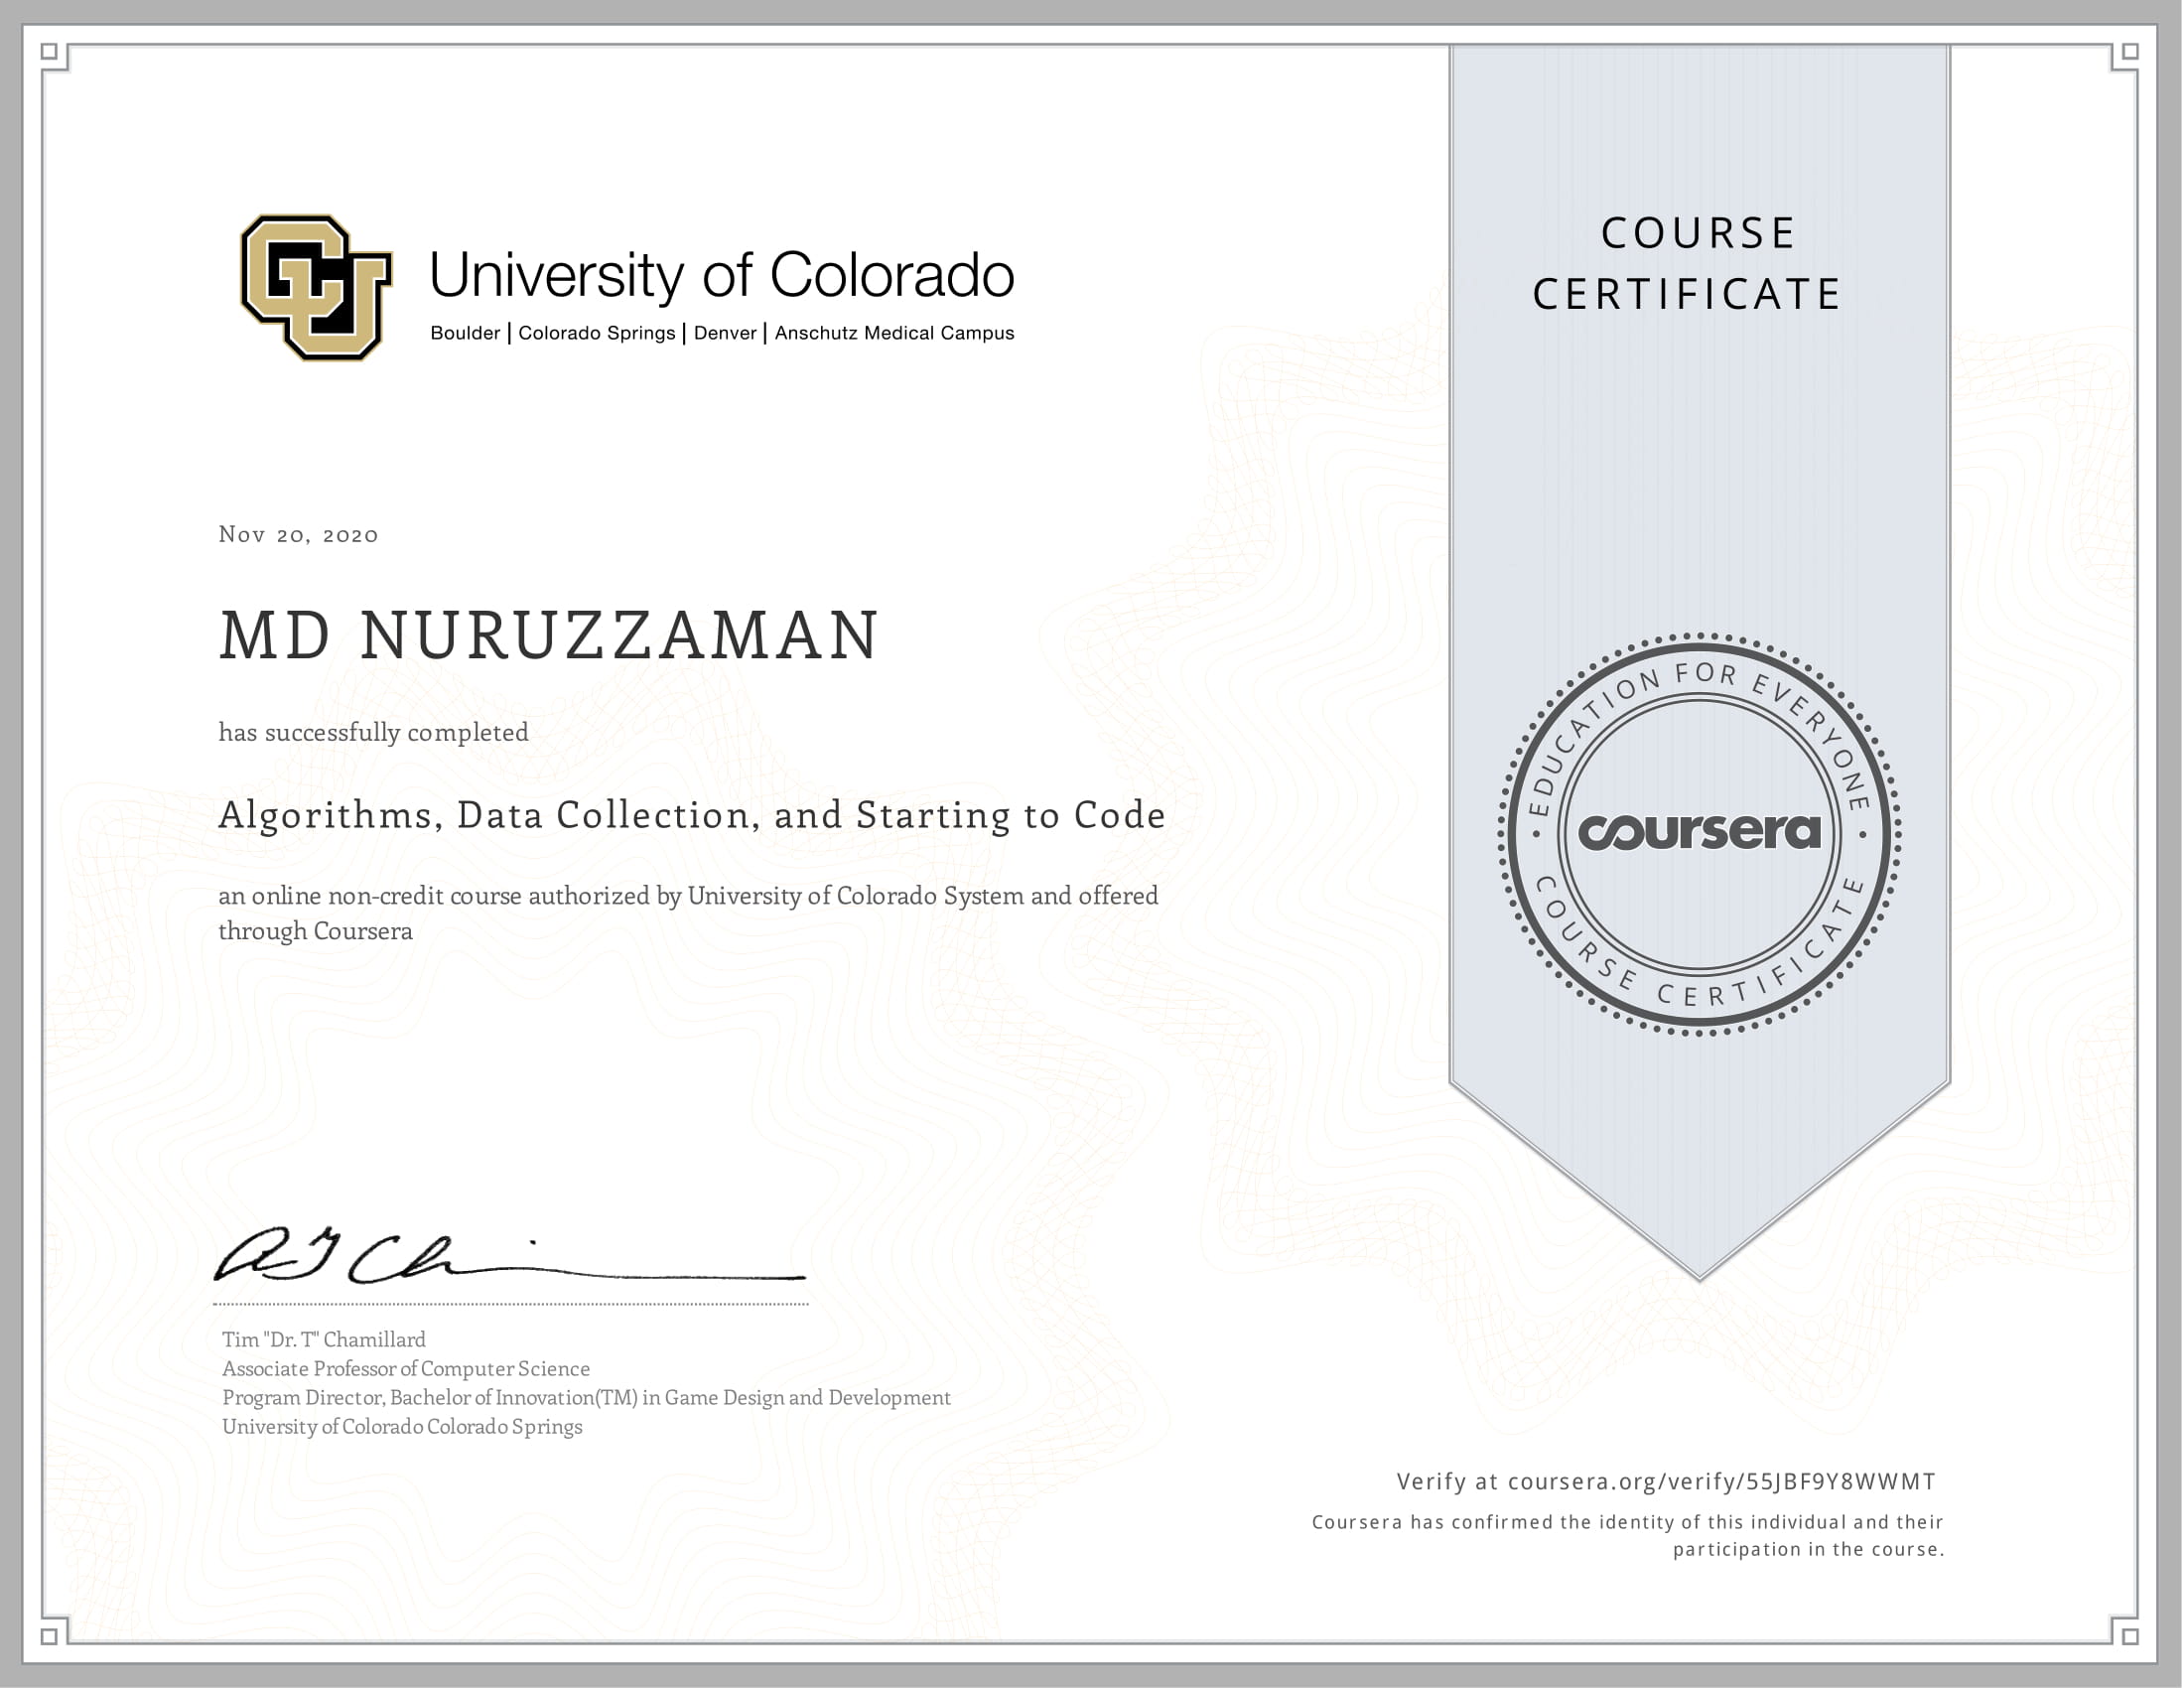 University of Colorado
Boulder | Colorado Springs | Denver | Anschutz Medical Campus
COURSE
CERTIFICATE
Nov 20, 2020
MD NURUZZAMAN
has successfully completed
Algorithms, Data Collection, and Starting to Code
an online non-credit course authorized by University of Colorado System and offered
through Coursera
EDUCATION FOR EVERYONE
coursera
COURSE CERTIFICATE
Tim "Dr. T" Chamillard
Associate Professor of Computer Science
Program Director, Bachelor of Innovation(TM) in Game Design and Development
University of Colorado Colorado Springs
Verify at coursera.org/verify/55JBF9Y8WWMT
Coursera has confirmed the identity of this individual and their
participation in the course.